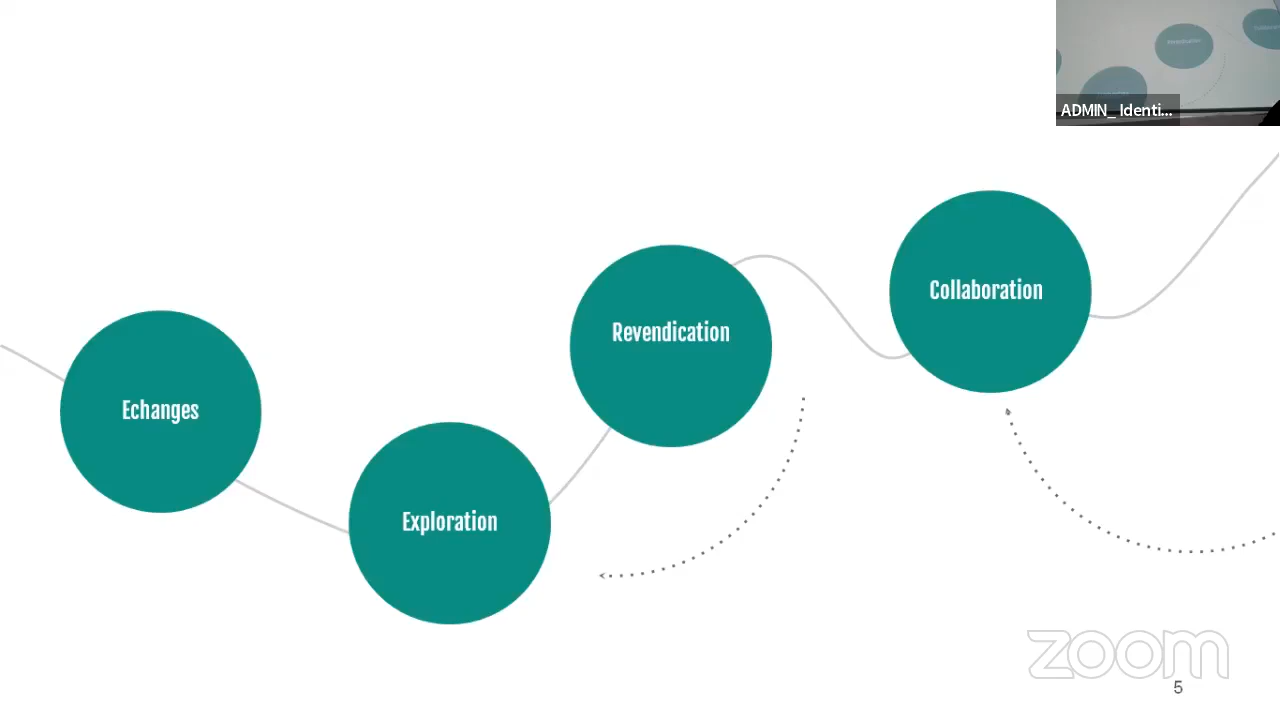 ADMIN_ Identi...
Collaboration
Revendication
Echanges
Exploration
zoom
5